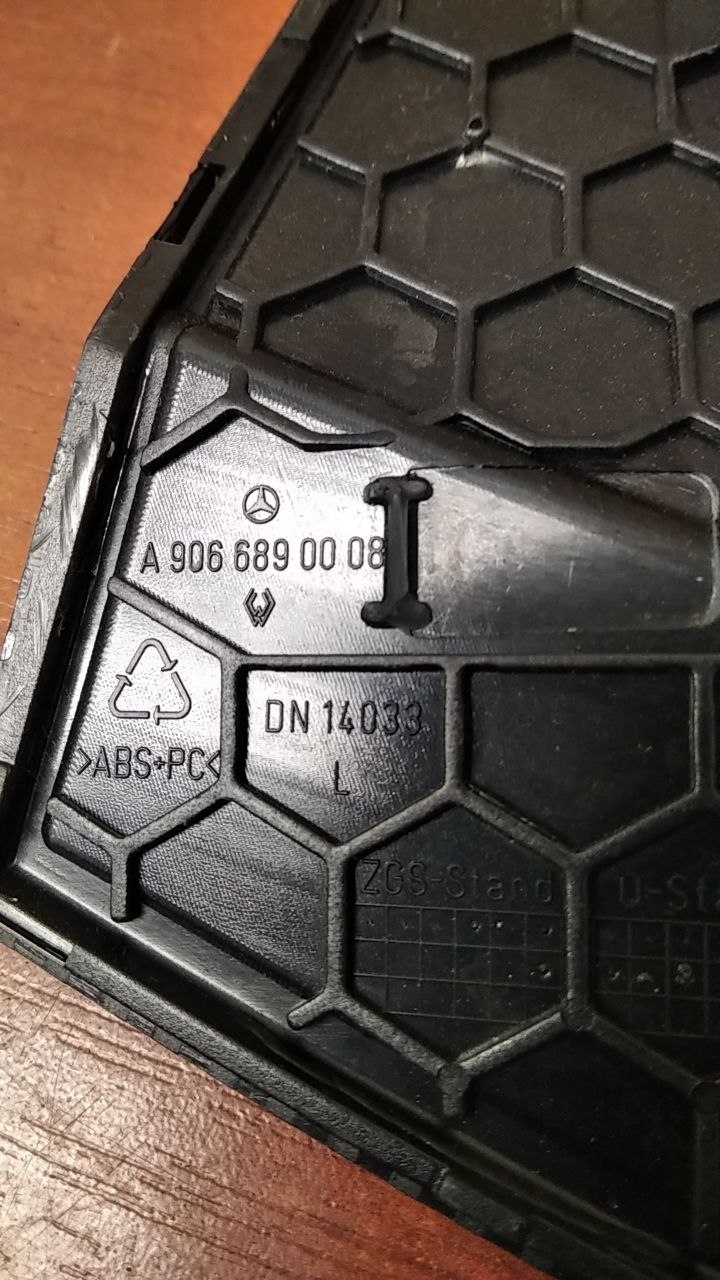 A 906 689 00 08
>ABS+PC<
DN 14033
L
ZGS-Stand